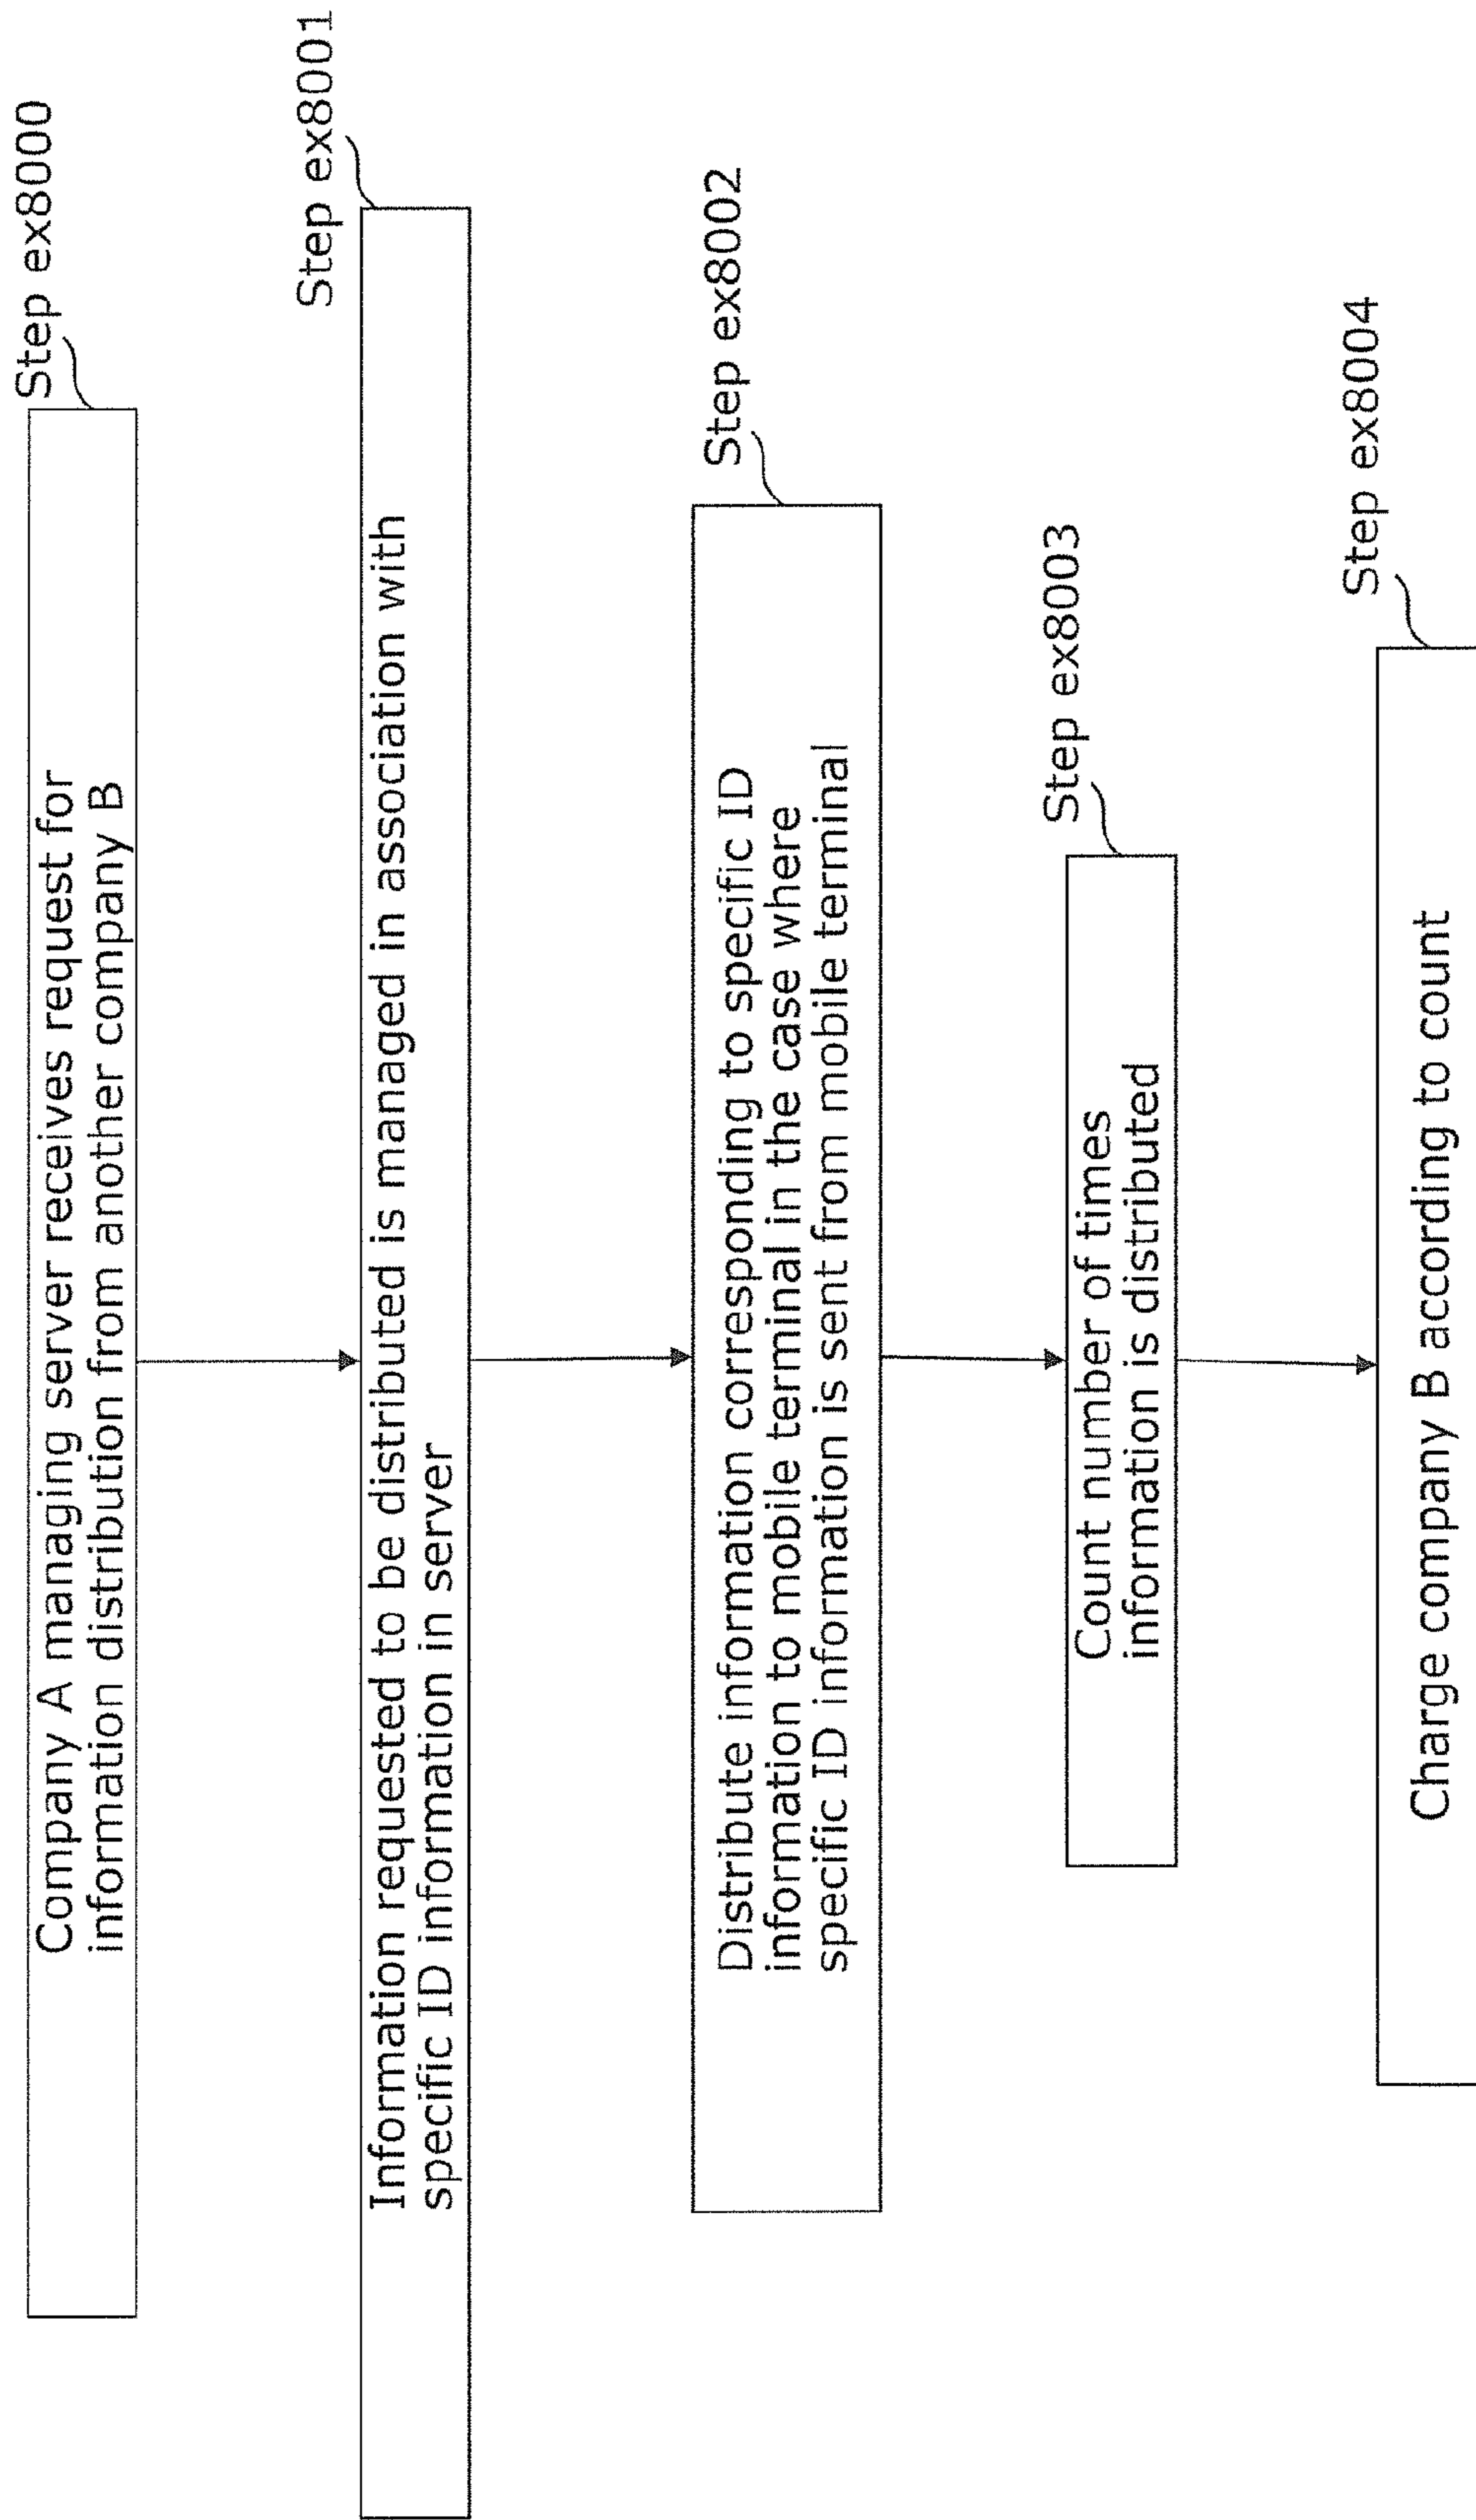 Step ex8000
Company A managing server receives request for
information distribution from another company B
Step ex8001
Information requested to be distributed is managed in association with
specific ID information in server
Step ex8002
Distribute information corresponding to specific ID
information to mobile terminal in the case where
specific ID information is sent from mobile terminal
Step ex8003
Count number of times
information is distributed
Step ex8004
Charge company B according to count